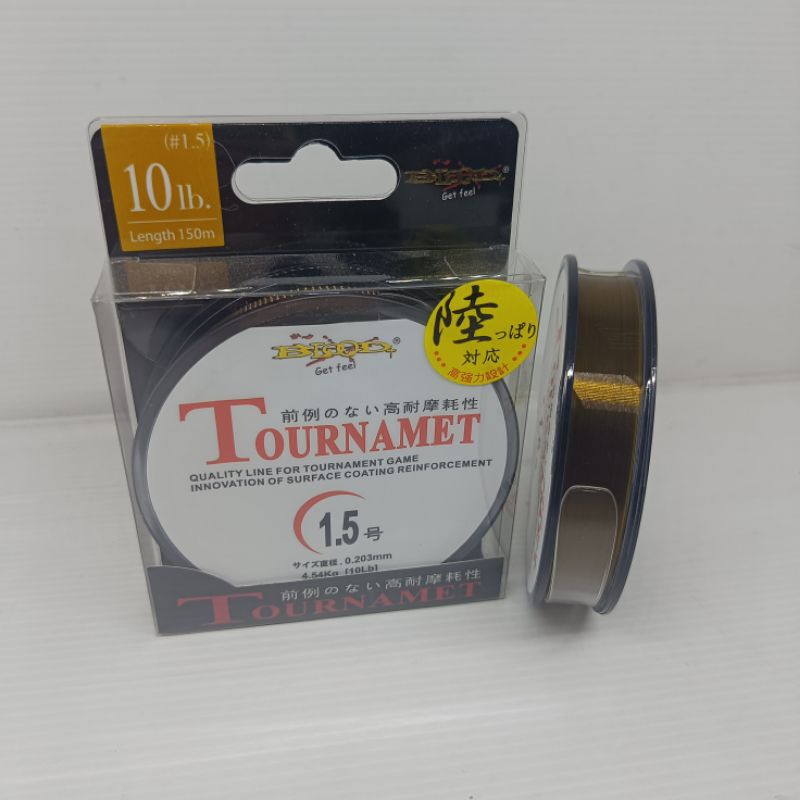 (#1.5)
10lb.
Length 150m
BLOD®
Get feel
陸っぱり
対応
高強力設計
BLOD®
Get feel
前例のない高耐摩耗性
TOURNAMET
QUALITY LINE FOR TOURNAMENT GAME
INNOVATION OF SURFACE COATING REINFORCEMENT
1.5号
サイズ直径.0.203mm
4.54Kg [10Lb]
前例のない高耐摩耗性
TOURNAMET